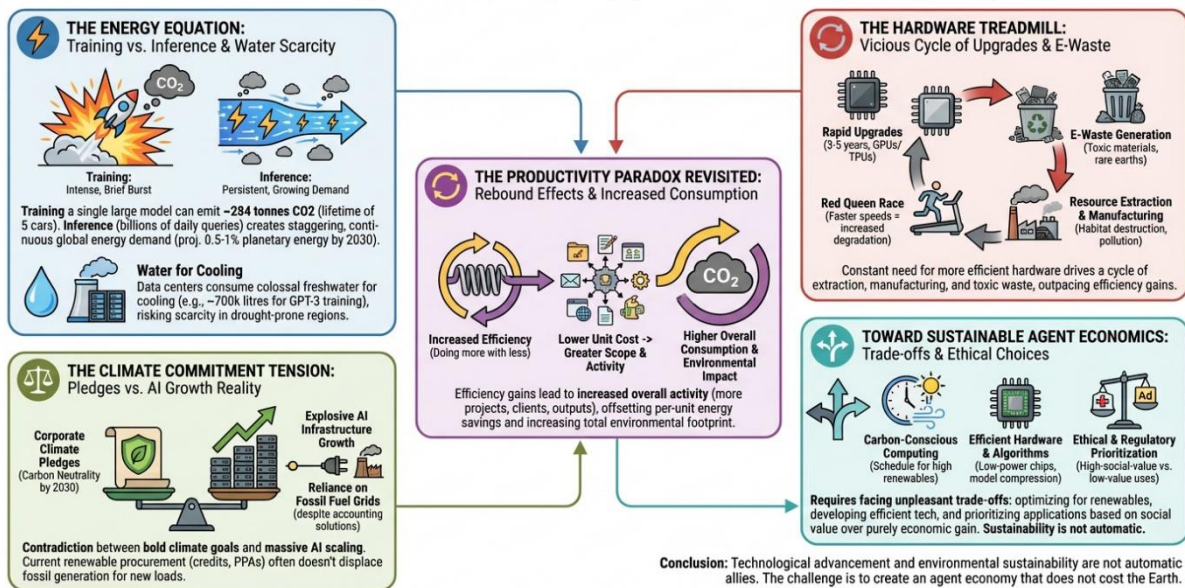 THE ENERGY EQUATION:
Training vs. Inference & Water Scarcity
CO2
Training:
Intense, Brief Burst
Inference:
Persistent, Growing Demand
Training a single large model can emit ~284 tonnes CO2 (lifetime of
5 cars). Inference (billions of daily queries) creates staggering, conti-
nuous global energy demand (proj. 0.5-1% planetary energy by 2030).
Water for Cooling
Data centers consume colossal freshwater for
cooling (e.g., ~700k litres for GPT-3 training),
risking scarcity in drought-prone regions.
THE CLIMATE COMMITMENT TENSION:
Pledges vs. AI Growth Reality
Corporate
Climate
Pledges
(Carbon Neutrality
by 2030)
Explosive AI
Infrastructure
Growth
Reliance on
Fossil Fuel Grids
(despite accounting
solutions)
Contradiction between bold climate goals and massive AI scaling.
Current renewable procurement (credits, PPAs) often doesn't displace
fossil generation for new loads.
THE PRODUCTIVITY PARADOX REVISITED:
Rebound Effects & Increased Consumption
CO2
Increased Efficiency
(Doing more with less)
Lower Unit Cost ->
Greater Scope &
Activity
Higher Overall
Consumption &
Environmental
Impact
Efficiency gains lead to increased overall activity (more
projects, clients, outputs), offsetting per-unit energy
savings and increasing total environmental footprint.
THE HARDWARE TREADMILL:
Vicious Cycle of Upgrades & E-Waste
Rapid Upgrades
(3-5 years, GPUs/
TPUs)
E-Waste Generation
(Toxic materials,
rare earths)
Red Queen Race
(Faster speeds =
increased
degradation)
Resource Extraction
& Manufacturing
(Habitat destruction,
pollution)
Constant need for more efficient hardware drives a cycle of
extraction, manufacturing, and toxic waste, outpacing efficiency gains.
TOWARD SUSTAINABLE AGENT ECONOMICS:
Trade-offs & Ethical Choices
Ad
Carbon-Conscious
Computing
(Schedule for high
renewables)
Efficient Hardware
& Algorithms
(Low-power chips,
model compression)
Ethical & Regulatory
Prioritization
(High-social-value vs.
low-value uses)
Requires facing unpleasant trade-offs: optimizing for renewables,
developing efficient tech, and prioritizing applications based on social
value over purely economic gain. Sustainability is not automatic.
Conclusion: Technological advancement and environmental sustainability are not automatic
allies. The challenge is to create an agent economy that does not cost the Earth.